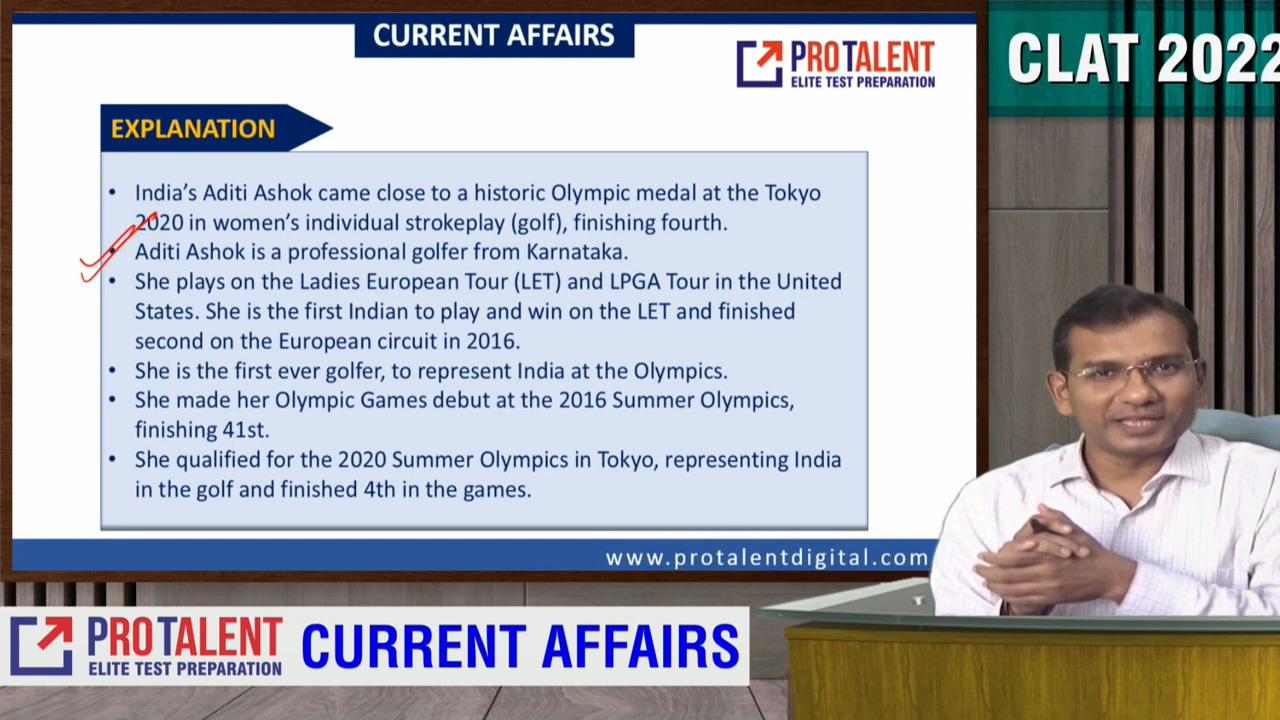 CURRENT AFFAIRS
PROTALENT
ELITE TEST PREPARATION
CLAT 2022
EXPLANATION
• India’s Aditi Ashok came close to a historic Olympic medal at the Tokyo
2020 in women’s individual strokeplay (golf), finishing fourth.
• Aditi Ashok is a professional golfer from Karnataka.
• She plays on the Ladies European Tour (LET) and LPGA Tour in the United
States. She is the first Indian to play and win on the LET and finished
second on the European circuit in 2016.
• She is the first ever golfer, to represent India at the Olympics.
• She made her Olympic Games debut at the 2016 Summer Olympics,
finishing 41st.
• She qualified for the 2020 Summer Olympics in Tokyo, representing India
in the golf and finished 4th in the games.
www.protalentdigital.com
PROTALENT
ELITE TEST PREPARATION
CURRENT AFFAIRS